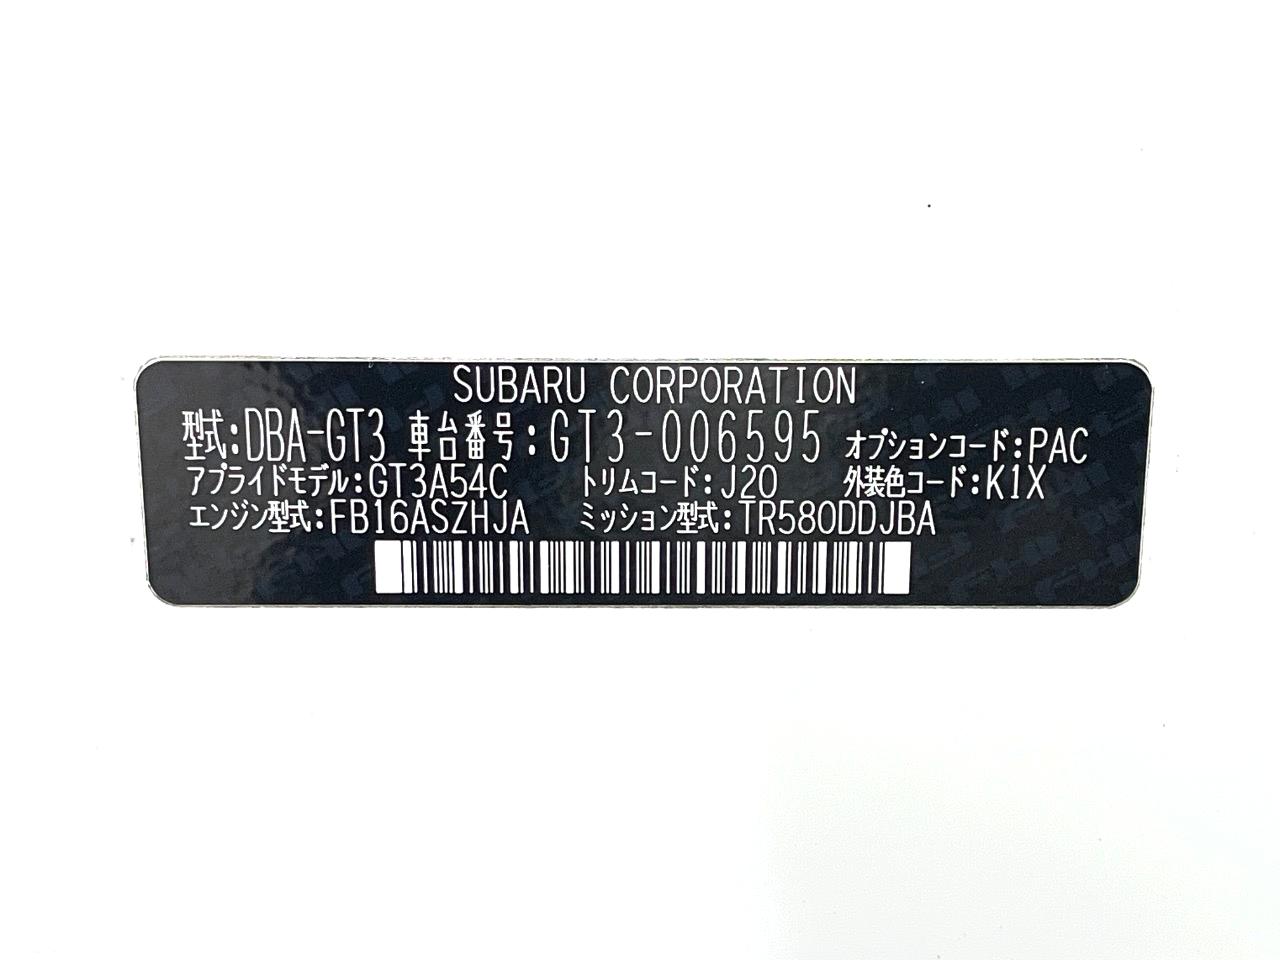 SUBARU CORPORATION
型式:DBA-GT3 車台番号:GT3-006595 オプションコード:PAC
アプライドモデル:GT3A54C トリムコード:J20 外装色コード:K1X
エンジン型式:FB16ASZHJA ミッション型式:TR580DDJBA